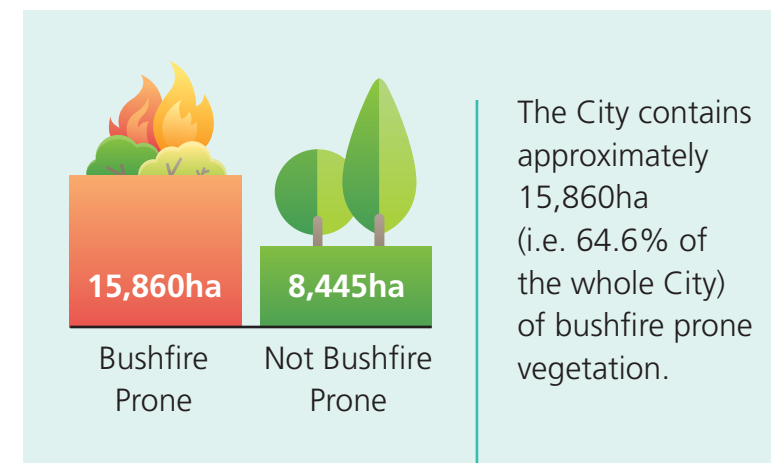 15,860ha
8,445ha
Bushfire
Prone
Not Bushfire
Prone
The City contains
approximately
15,860ha
(i.e. 64.6% of
the whole City)
of bushfire prone
vegetation.